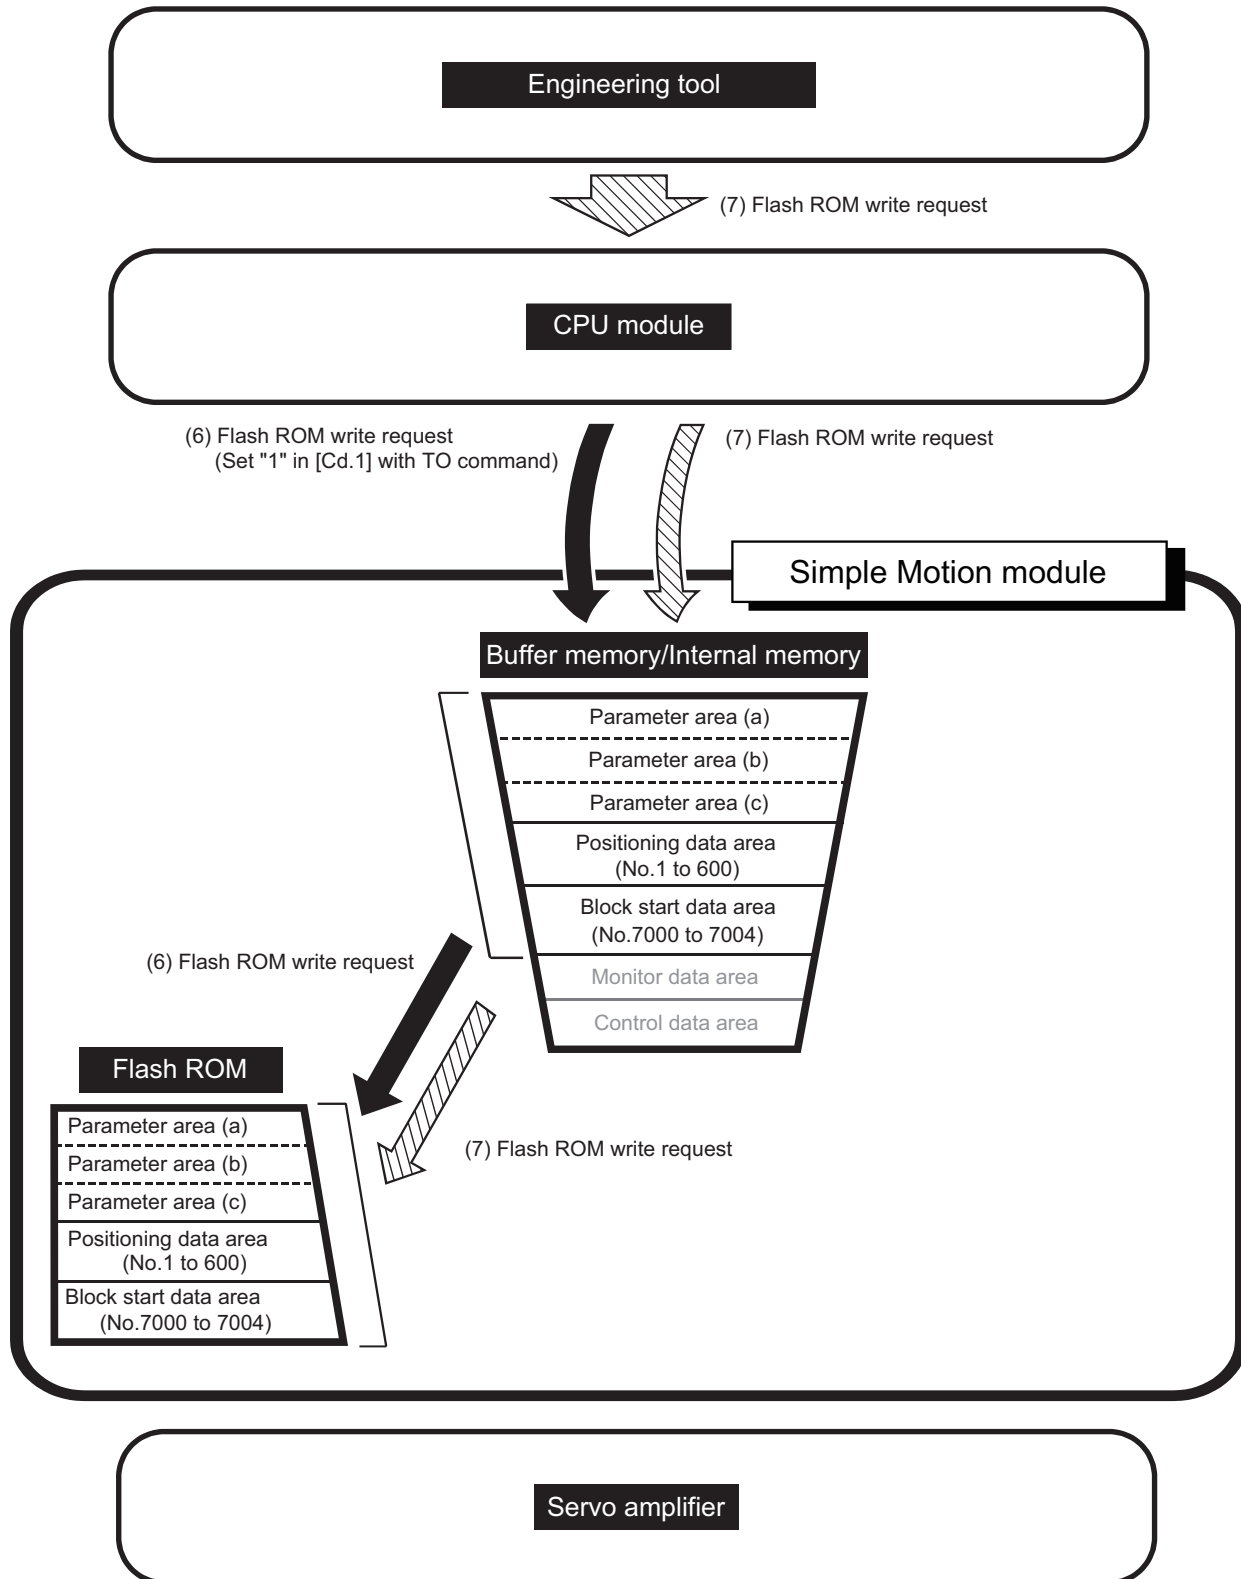 Engineering tool
(7) Flash ROM write request
CPU module
(6) Flash ROM write request
(Set "1" in [Cd.1] with TO command)
(7) Flash ROM write request
Simple Motion module
Buffer memory/Internal memory
Parameter area (a)
Parameter area (b)
Parameter area (c)
Positioning data area
(No.1 to 600)
Block start data area
(No.7000 to 7004)
Monitor data area
Control data area
(6) Flash ROM write request
Flash ROM
Parameter area (a)
Parameter area (b)
Parameter area (c)
Positioning data area
(No.1 to 600)
Block start data area
(No.7000 to 7004)
(7) Flash ROM write request
Servo amplifier